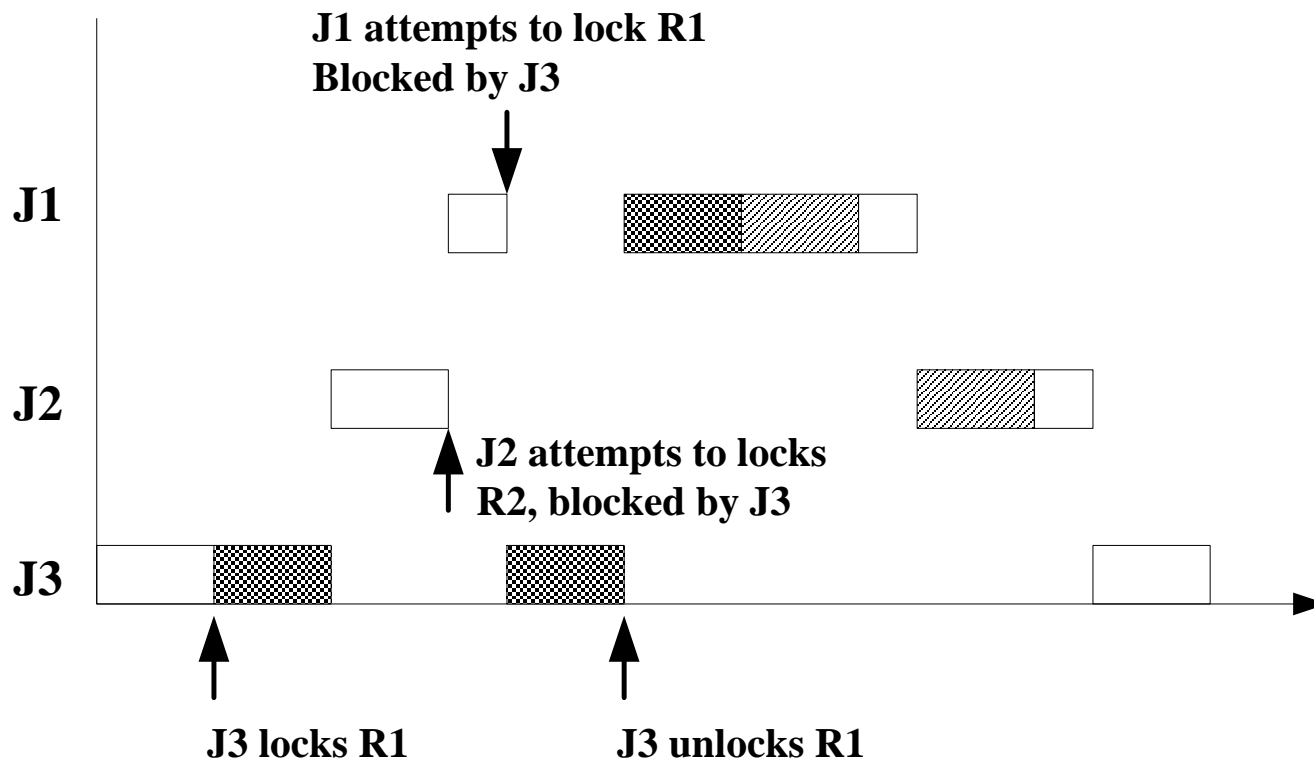 J1 attempts to lock R1
Blocked by J3
J1
J2
J2 attempts to locks
R2, blocked by J3
J3
J3 locks R1
J3 unlocks R1